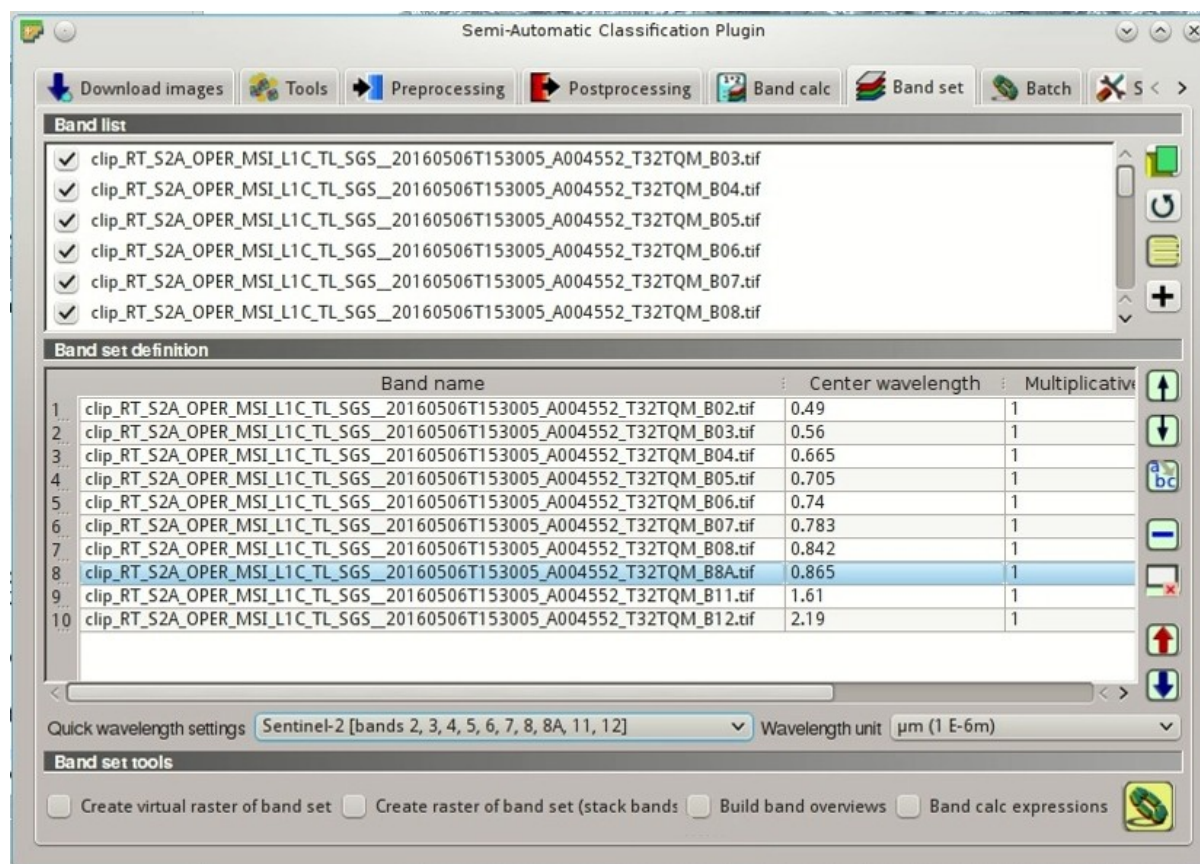 Semi-Automatic Classification Plugin
Download images Tools Preprocessing Postprocessing Band calc Band set Batch S
Band list
clip_RT_S2A_OPER_MSI_L1C_TL_SGS__20160506T153005_A004552_T32TQM_B03.tif
clip_RT_S2A_OPER_MSI_L1C_TL_SGS__20160506T153005_A004552_T32TQM_B04.tif
clip_RT_S2A_OPER_MSI_L1C_TL_SGS__20160506T153005_A004552_T32TQM_B05.tif
clip_RT_S2A_OPER_MSI_L1C_TL_SGS__20160506T153005_A004552_T32TQM_B06.tif
clip_RT_S2A_OPER_MSI_L1C_TL_SGS__20160506T153005_A004552_T32TQM_B07.tif
clip_RT_S2A_OPER_MSI_L1C_TL_SGS__20160506T153005_A004552_T32TQM_B08.tif
Band set definition
Band name Center wavelength Multiplicative
1 clip_RT_S2A_OPER_MSI_L1C_TL_SGS__20160506T153005_A004552_T32TQM_B02.tif 0.49 1
2 clip_RT_S2A_OPER_MSI_L1C_TL_SGS__20160506T153005_A004552_T32TQM_B03.tif 0.56 1
3 clip_RT_S2A_OPER_MSI_L1C_TL_SGS__20160506T153005_A004552_T32TQM_B04.tif 0.665 1
4 clip_RT_S2A_OPER_MSI_L1C_TL_SGS__20160506T153005_A004552_T32TQM_B05.tif 0.705 1
5 clip_RT_S2A_OPER_MSI_L1C_TL_SGS__20160506T153005_A004552_T32TQM_B06.tif 0.74 1
6 clip_RT_S2A_OPER_MSI_L1C_TL_SGS__20160506T153005_A004552_T32TQM_B07.tif 0.783 1
7 clip_RT_S2A_OPER_MSI_L1C_TL_SGS__20160506T153005_A004552_T32TQM_B08.tif 0.842 1
8 clip_RT_S2A_OPER_MSI_L1C_TL_SGS__20160506T153005_A004552_T32TQM_B8A.tif 0.865 1
9 clip_RT_S2A_OPER_MSI_L1C_TL_SGS__20160506T153005_A004552_T32TQM_B11.tif 1.61 1
10 clip_RT_S2A_OPER_MSI_L1C_TL_SGS__20160506T153005_A004552_T32TQM_B12.tif 2.19 1
a bc
Quick wavelength settings Sentinel-2 [bands 2, 3, 4, 5, 6, 7, 8, 8A, 11, 12] Wavelength unit µm (1 E-6m)
Band set tools
Create virtual raster of band set Create raster of band set (stack bands Build band overviews Band calc expressions